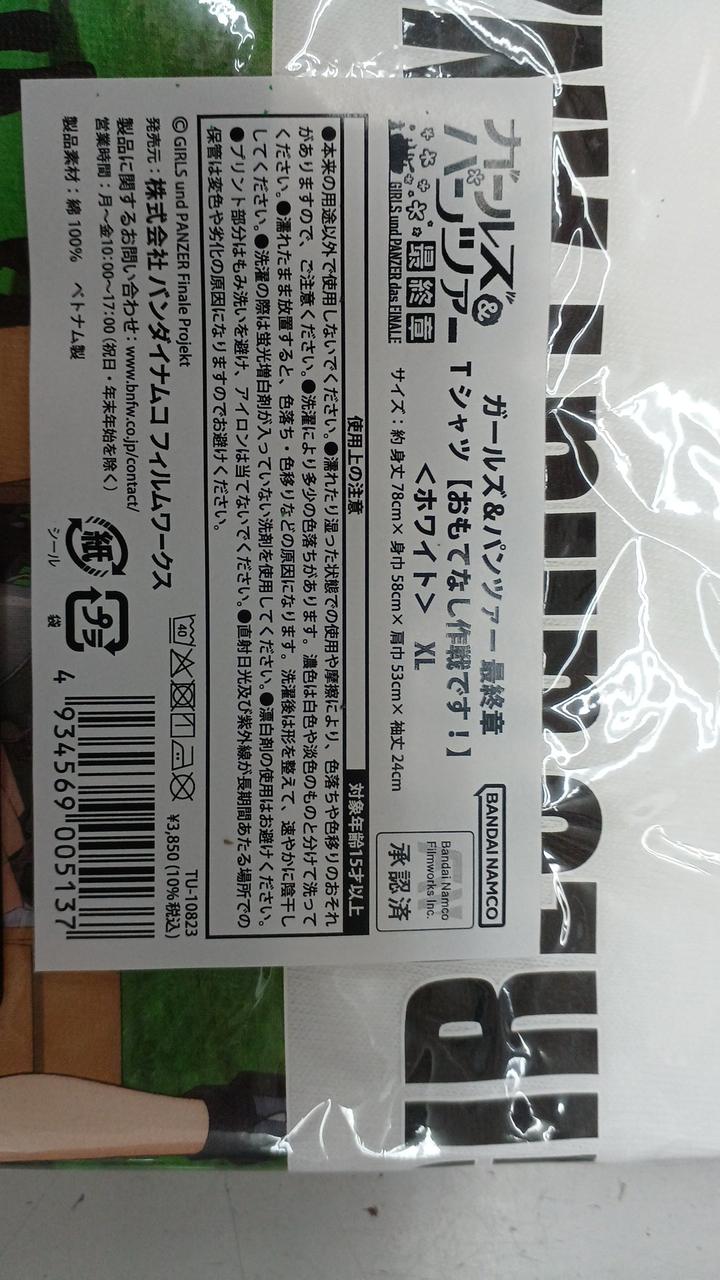 ガールズ&パンツァー
最終章
GIRLS und PANZER das FINALE
ガールズ&パンツァー 最終章
Tシャツ【おもてなし作戦です!】
<ホワイト> XL
サイズ:約 身丈 78cm× 身巾 58cm× 肩巾 53cm× 袖丈 24cm
BANDAI NAMCO
Bandai Namco
Filmworks Inc.
承認済
使用上の注意
対象年齢15才以上
●本来の用途以外で使用しないでください。●濡れたり湿った状態での使用や摩擦により、色落ちや色移りのおそれ
がありますので、ご注意ください。●洗濯により多少の色落ちがあります。濃色は白色や淡色のものと分けて洗って
ください。●濡れたまま放置すると、色落ち・色移りなどの原因になります。洗濯後は形を整えて、速やかに陰干し
してください。●洗濯の際は蛍光増白剤が入っていない洗剤を使用してください。●漂白剤の使用はお避けください。
●プリント部分はもみ洗いを避け、アイロンは当てないでください。●直射日光及び紫外線が長期間あたる場所での
保管は変色や劣化の原因になりますのでお避けください。
© GIRLS und PANZER Finale Projekt
発売元:株式会社 バンダイナムコ フィルムワークス
製品に関するお問い合わせ:www.bnfw.co.jp/contact/
営業時間:月~金10:00~17:00 (祝日・年末年始を除く)
製品素材:綿 100% ベトナム製
紙
シール
プラ
袋
40
TU-10823
¥3,850 (10%税込)
4 934569 005137